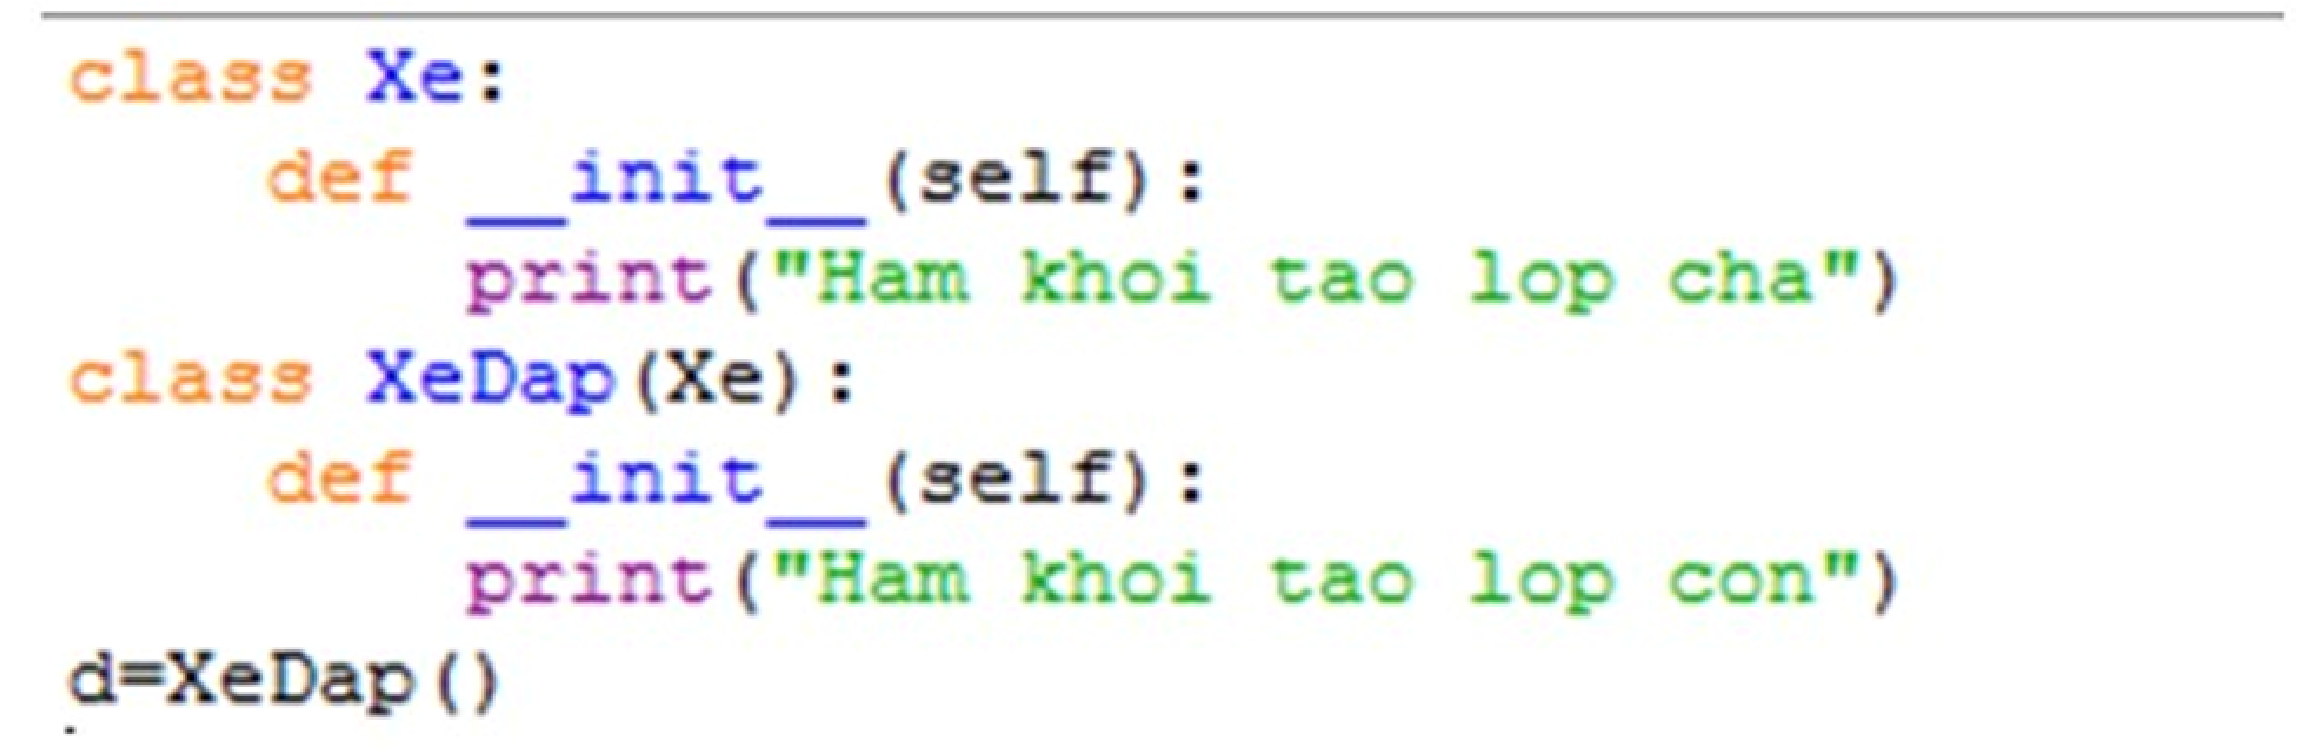 class Xe:
    def __init__(self):
        print("Ham khoi tao lop cha")
class XeDap(Xe):
    def __init__(self):
        print("Ham khoi tao lop con")
d=XeDap()